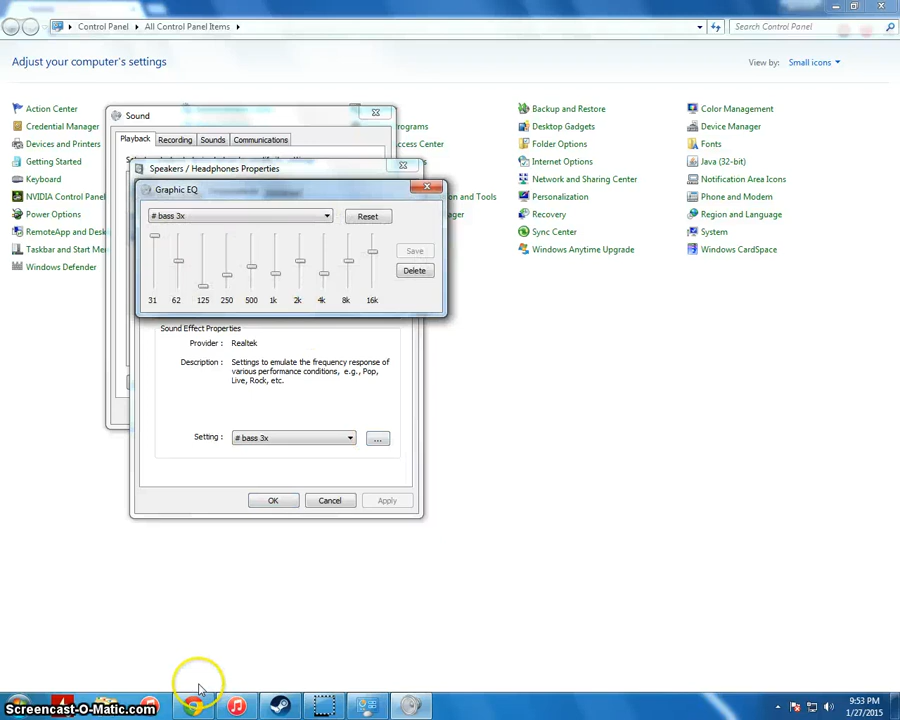 Control Panel ▸ All Control Panel Items ▸
Search Control Panel
Adjust your computer's settings
View by: Small icons
Action Center
Backup and Restore
Color Management
Sound
Credential Manager
Desktop Gadgets
Device Manager
Playback Recording Sounds Communications
Devices and Printers
Folder Options
Fonts
Getting Started
Internet Options
Java (32-bit)
Speakers / Headphones Properties
Keyboard
Network and Sharing Center
Notification Area Icons
Graphic EQ
NVIDIA Control Panel
Personalization
Phone and Modem
Power Options
# bass 3x
Reset
Recovery
Region and Language
RemoteApp and Desk
Sync Center
System
Taskbar and Start Me
Save
Windows Anytime Upgrade
Windows CardSpace
Windows Defender
Delete
31 62 125 250 500 1k 2k 4k 8k 16k
Sound Effect Properties
Provider : Realtek
Description : Settings to emulate the frequency response of
various performance conditions, e.g., Pop,
Live, Rock, etc.
Setting : # bass 3x ...
OK Cancel Apply
Screencast-O-Matic.com
9:53 PM
1/27/2015